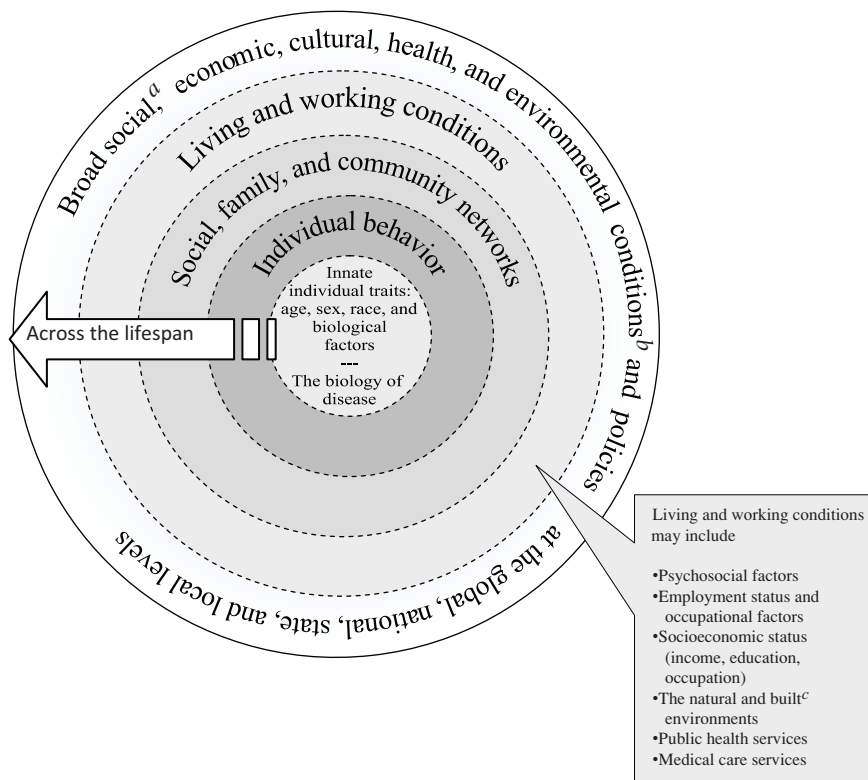 Broad social,a economic, cultural, health, and environmental conditionsb and policies
at the global, national, state, and local levels
Living and working conditions
Social, family, and community networks
Individual behavior
Innate
individual traits:
age, sex, race, and
biological
factors
---
The biology of
disease
Across the lifespan
Living and working conditions
may include
•Psychosocial factors
•Employment status and
occupational factors
•Socioeconomic status
(income, education,
occupation)
•The natural and builtc
environments
•Public health services
•Medical care services